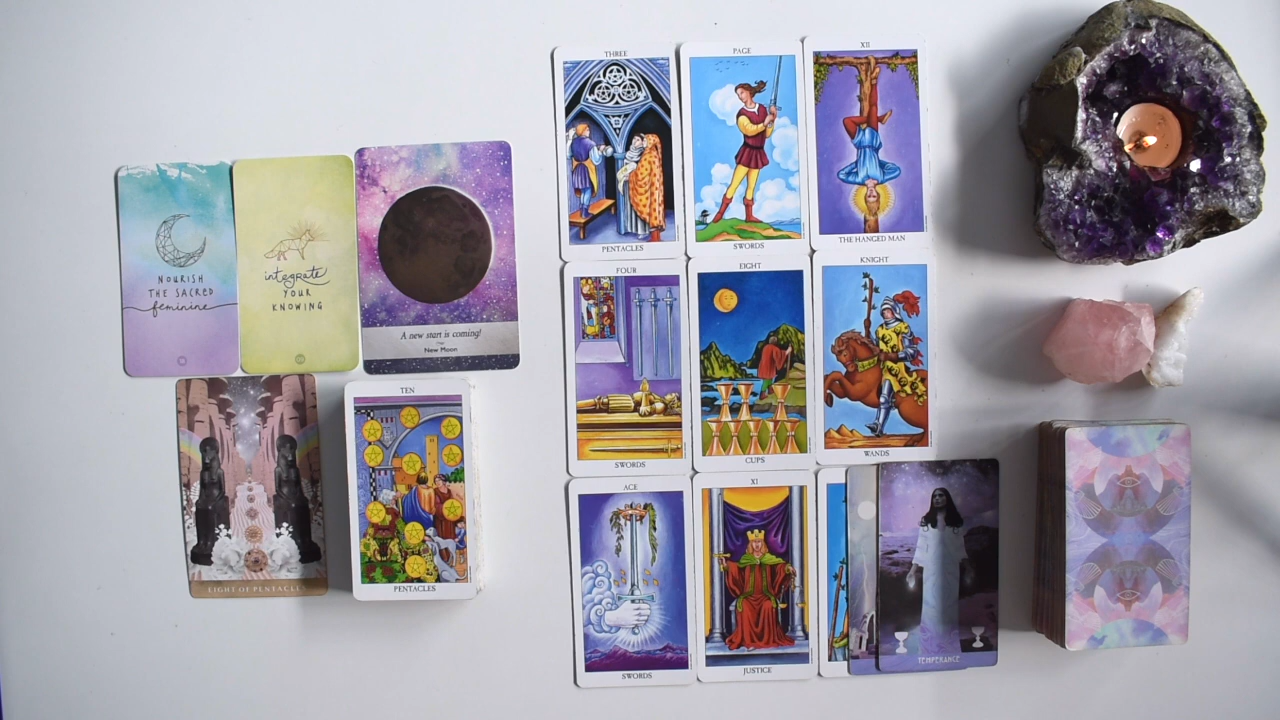 NOURISH
THE SACRED
feminine
integrate
YOUR
KNOWING
A new start is coming!
New Moon
EIGHT OF PENTACLES
TEN
PENTACLES
THREE
PENTACLES
PAGE
SWORDS
XII
THE HANGED MAN
FOUR
SWORDS
EIGHT
CUPS
KNIGHT
WANDS
ACE
SWORDS
XI
JUSTICE
TEMPERANCE